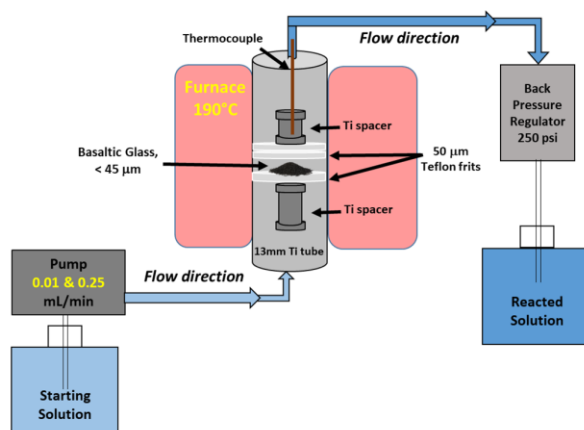 Flow direction
Thermocouple
Furnace
190°C
Back
Pressure
Regulator
250 psi
Ti spacer
Basaltic Glass,
< 45 µm
50 µm
Teflon frits
Ti spacer
13mm Ti tube
Pump
0.01 & 0.25
mL/min
Flow direction
Reacted
Solution
Starting
Solution